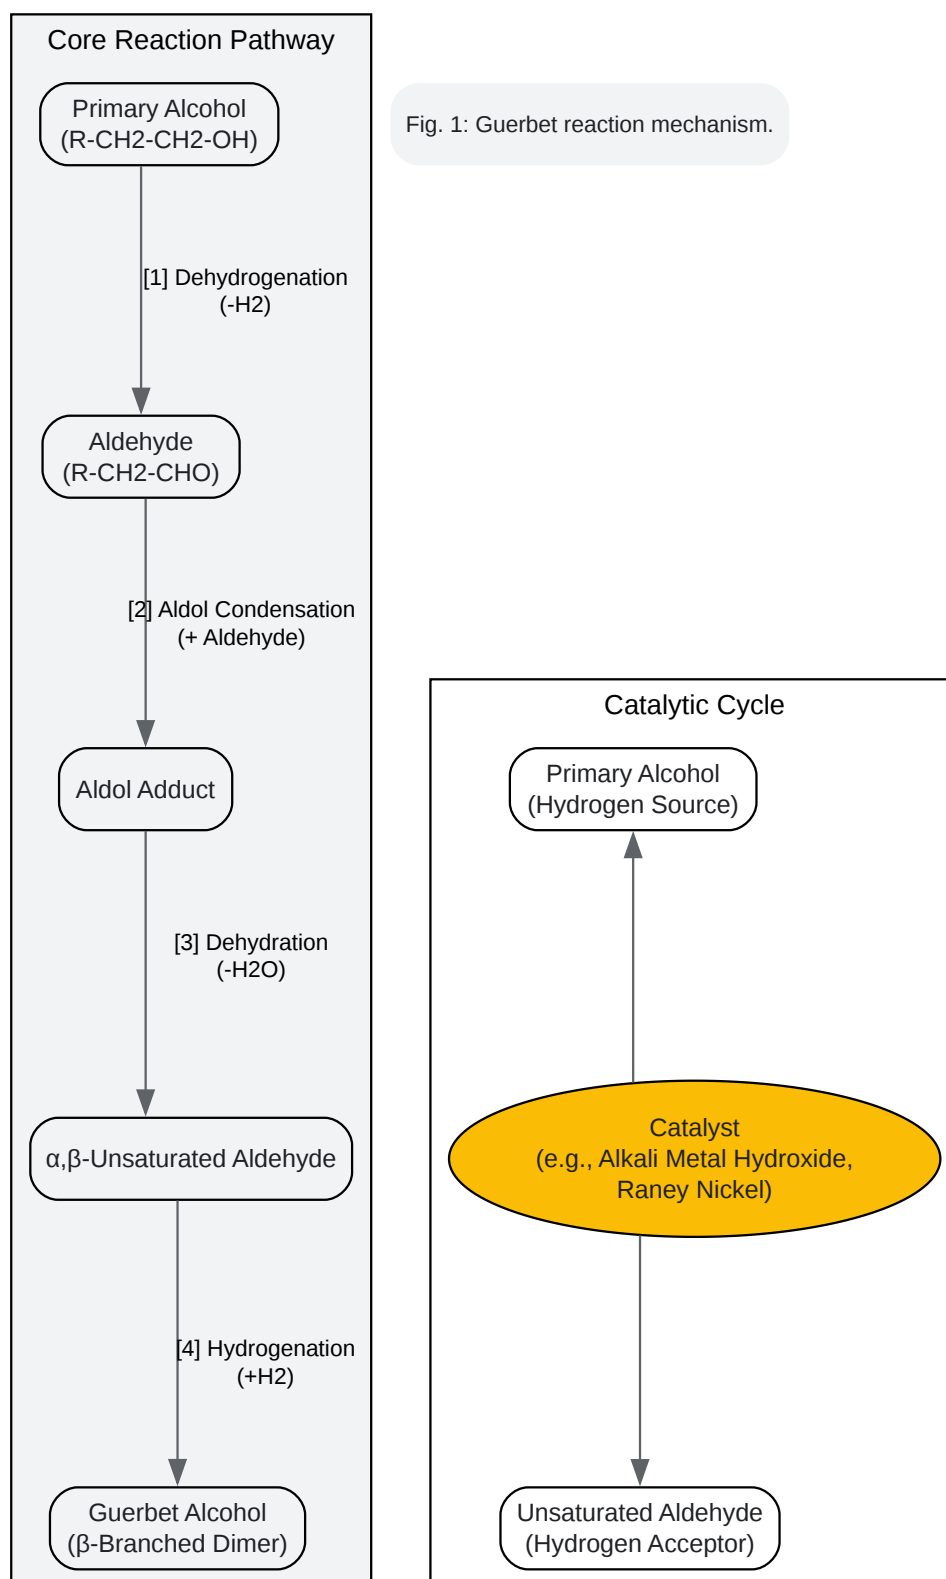 Core Reaction Pathway
Primary Alcohol
(R-CH2-CH2-OH)
Fig. 1: Guerbet reaction mechanism.
[1] Dehydrogenation
(-H2)
Aldehyde
(R-CH2-CHO)
[2] Aldol Condensation
(+ Aldehyde)
Aldol Adduct
[3] Dehydration
(-H2O)
α,β-Unsaturated Aldehyde
[4] Hydrogenation
(+H2)
Guerbet Alcohol
(β-Branched Dimer)
Catalytic Cycle
Primary Alcohol
(Hydrogen Source)
Catalyst
(e.g., Alkali Metal Hydroxide,
Raney Nickel)
Unsaturated Aldehyde
(Hydrogen Acceptor)